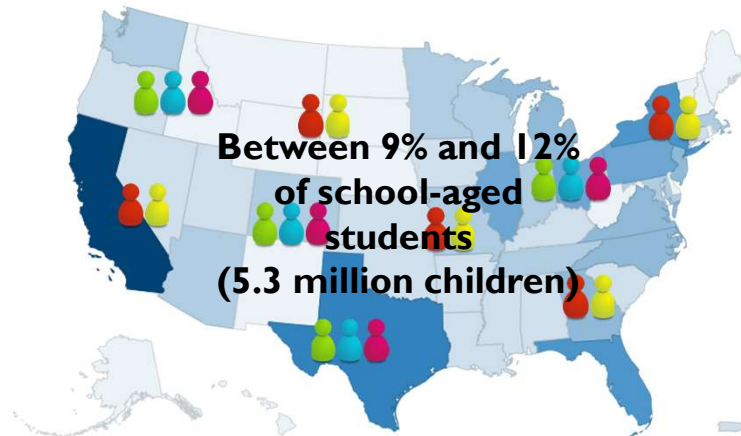 Between 9% and 12%
of school-aged
students
(5.3 million children)